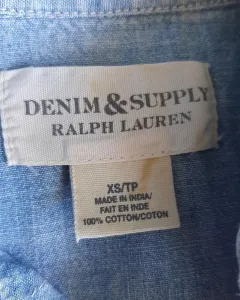 DENIM & SUPPLY
RALPH LAUREN
XS/TP
MADE IN INDIA/
FAIT EN INDE
100% COTTON/COTON